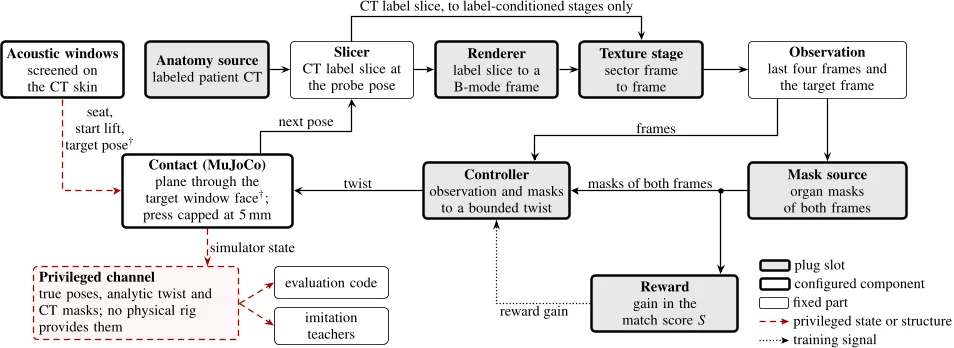 CT label slice, to label-conditioned stages only
Acoustic windows
screened on
the CT skin
Anatomy source
labeled patient CT
Slicer
CT label slice at
the probe pose
Renderer
label slice to a
B-mode frame
Texture stage
sector frame
to frame
Observation
last four frames and
the target frame
seat,
start lift,
target pose†
next pose
frames
Contact (MuJoCo)
plane through the
target window face†;
press capped at 5 mm
twist
Controller
observation and masks
to a bounded twist
masks of both frames
Mask source
organ masks
of both frames
simulator state
Privileged channel
true poses, analytic twist and
CT masks; no physical rig
provides them
evaluation code
imitation
teachers
reward gain
Reward
gain in the
match score S
plug slot
configured component
fixed part
privileged state or structure
training signal